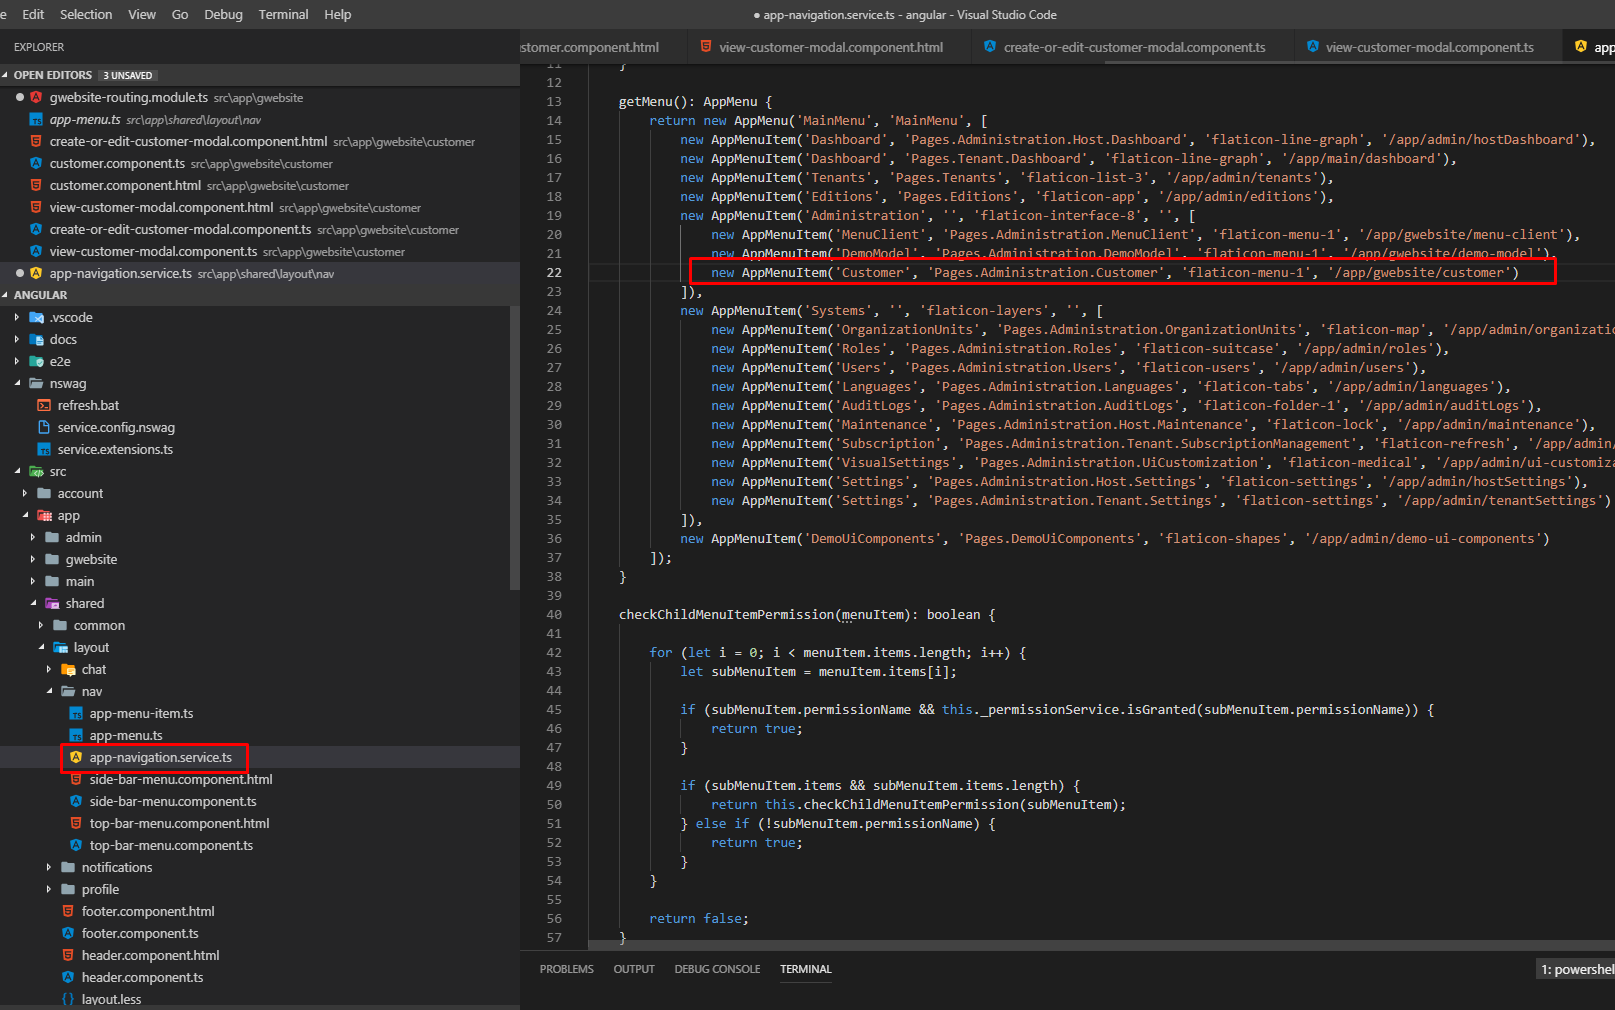 e Edit Selection View Go Debug Terminal Help
● app-navigation.service.ts - angular - Visual Studio Code
EXPLORER
OPEN EDITORS 3 UNSAVED
gwebsite-routing.module.ts src\app\gwebsite
app-menu.ts src\app\shared\layout\nav
create-or-edit-customer-modal.component.html src\app\gwebsite\customer
customer.component.ts src\app\gwebsite\customer
customer.component.html src\app\gwebsite\customer
view-customer-modal.component.html src\app\gwebsite\customer
create-or-edit-customer-modal.component.ts src\app\gwebsite\customer
view-customer-modal.component.ts src\app\gwebsite\customer
app-navigation.service.ts src\app\shared\layout\nav
ANGULAR
.vscode
docs
e2e
nswag
refresh.bat
service.config.nswag
service.extensions.ts
src
account
app
admin
gwebsite
main
shared
common
layout
chat
nav
app-menu-item.ts
app-menu.ts
app-navigation.service.ts
side-bar-menu.component.html
side-bar-menu.component.ts
top-bar-menu.component.html
top-bar-menu.component.ts
notifications
profile
footer.component.html
footer.component.ts
header.component.html
header.component.ts
layout.less
stomer.component.html view-customer-modal.component.html create-or-edit-customer-modal.component.ts view-customer-modal.component.ts app
11 }
12
13 getMenu(): AppMenu {
14 return new AppMenu('MainMenu', 'MainMenu', [
15 new AppMenuItem('Dashboard', 'Pages.Administration.Host.Dashboard', 'flaticon-line-graph', '/app/admin/hostDashboard'),
16 new AppMenuItem('Dashboard', 'Pages.Tenant.Dashboard', 'flaticon-line-graph', '/app/main/dashboard'),
17 new AppMenuItem('Tenants', 'Pages.Tenants', 'flaticon-list-3', '/app/admin/tenants'),
18 new AppMenuItem('Editions', 'Pages.Editions', 'flaticon-app', '/app/admin/editions'),
19 new AppMenuItem('Administration', '', 'flaticon-interface-8', '', [
20 new AppMenuItem('MenuClient', 'Pages.Administration.MenuClient', 'flaticon-menu-1', '/app/gwebsite/menu-client'),
21 new AppMenuItem('DemoModel', 'Pages.Administration.DemoModel', 'flaticon-menu-1', '/app/gwebsite/demo-model'),
22 new AppMenuItem('Customer', 'Pages.Administration.Customer', 'flaticon-menu-1', '/app/gwebsite/customer')
23 ]),
24 new AppMenuItem('Systems', '', 'flaticon-layers', '', [
25 new AppMenuItem('OrganizationUnits', 'Pages.Administration.OrganizationUnits', 'flaticon-map', '/app/admin/organizatio
26 new AppMenuItem('Roles', 'Pages.Administration.Roles', 'flaticon-suitcase', '/app/admin/roles'),
27 new AppMenuItem('Users', 'Pages.Administration.Users', 'flaticon-users', '/app/admin/users'),
28 new AppMenuItem('Languages', 'Pages.Administration.Languages', 'flaticon-tabs', '/app/admin/languages'),
29 new AppMenuItem('AuditLogs', 'Pages.Administration.AuditLogs', 'flaticon-folder-1', '/app/admin/auditLogs'),
30 new AppMenuItem('Maintenance', 'Pages.Administration.Host.Maintenance', 'flaticon-lock', '/app/admin/maintenance'),
31 new AppMenuItem('Subscription', 'Pages.Administration.Tenant.SubscriptionManagement', 'flaticon-refresh', '/app/admin/
32 new AppMenuItem('VisualSettings', 'Pages.Administration.UiCustomization', 'flaticon-medical', '/app/admin/ui-customiza
33 new AppMenuItem('Settings', 'Pages.Administration.Host.Settings', 'flaticon-settings', '/app/admin/hostSettings'),
34 new AppMenuItem('Settings', 'Pages.Administration.Tenant.Settings', 'flaticon-settings', '/app/admin/tenantSettings')
35 ]),
36 new AppMenuItem('DemoUiComponents', 'Pages.DemoUiComponents', 'flaticon-shapes', '/app/admin/demo-ui-components')
37 ]);
38 }
39
40 checkChildMenuItemPermission(menuItem): boolean {
41
42 for (let i = 0; i < menuItem.items.length; i++) {
43 let subMenuItem = menuItem.items[i];
44
45 if (subMenuItem.permissionName && this._permissionService.isGranted(subMenuItem.permissionName)) {
46 return true;
47 }
48
49 if (subMenuItem.items && subMenuItem.items.length) {
50 return this.checkChildMenuItemPermission(subMenuItem);
51 } else if (!subMenuItem.permissionName) {
52 return true;
53 }
54 }
55
56 return false;
57 }
PROBLEMS OUTPUT DEBUG CONSOLE TERMINAL
1: powershel